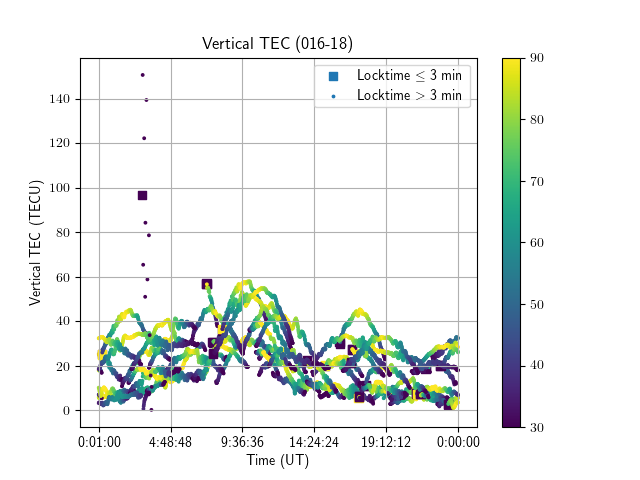 Vertical TEC (016-18)
Locktime ≤ 3 min
Locktime > 3 min
Vertical TEC (TECU)
140
120
100
80
60
40
20
0
0:01:00 4:48:48 9:36:36 14:24:24 19:12:12 0:00:00
Time (UT)
90
80
70
60
50
40
30